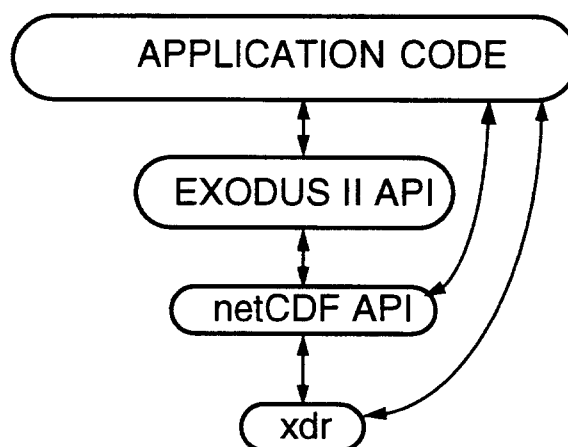 APPLICATION CODE
EXODUS II API
netCDF API
xdr